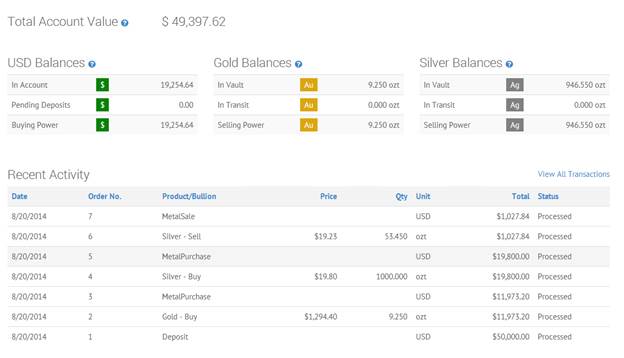 Total Account Value ? $ 49,397.62
USD Balances ? Gold Balances ? Silver Balances ?
In Account $ 19,254.64 In Vault Au 9.250 ozt In Vault Ag 946.550 ozt
Pending Deposits $ 0.00 In Transit Au 0.000 ozt In Transit Ag 0.000 ozt
Buying Power $ 19,254.64 Selling Power Au 9.250 ozt Selling Power Ag 946.550 ozt
Recent Activity View All Transactions
Date Order No. Product/Bullion Price Qty Unit Total Status
8/20/2014 7 MetalSale USD $1,027.84 Processed
8/20/2014 6 Silver - Sell $19.23 53.450 ozt $1,027.84 Processed
8/20/2014 5 MetalPurchase USD $19,800.00 Processed
8/20/2014 4 Silver - Buy $19.80 1000.000 ozt $19,800.00 Processed
8/20/2014 3 MetalPurchase USD $11,973.20 Processed
8/20/2014 2 Gold - Buy $1,294.40 9.250 ozt $11,973.20 Processed
8/20/2014 1 Deposit USD $50,000.00 Processed